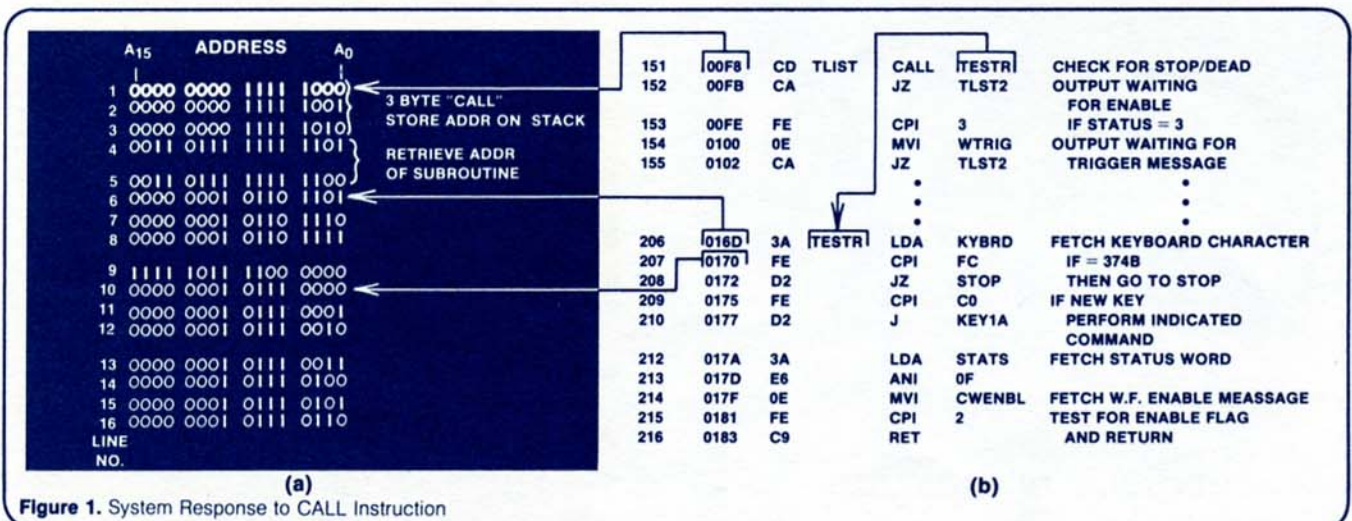 A15 ADDRESS A0
1 0000 0000 1111 1000
2 0000 0000 1111 1001
3 0000 0000 1111 1010
4 0011 0111 1111 1101
5 0011 0111 1111 1100
6 0000 0001 0110 1101
7 0000 0001 0110 1110
8 0000 0001 0110 1111
9 1111 1011 1100 0000
10 0000 0001 0111 0000
11 0000 0001 0111 0001
12 0000 0001 0111 0010
13 0000 0001 0111 0011
14 0000 0001 0111 0100
15 0000 0001 0111 0101
16 0000 0001 0111 0110
LINE
NO.
3 BYTE "CALL"
STORE ADDR ON STACK
RETRIEVE ADDR
OF SUBROUTINE
(a)
151 00F8 CD TLIST CALL TESTR CHECK FOR STOP/DEAD
152 00FB CA JZ TLST2 OUTPUT WAITING
FOR ENABLE
153 00FE FE CPI 3 IF STATUS = 3
154 0100 0E MVI WTRIG OUTPUT WAITING FOR
155 0102 CA JZ TLST2 TRIGGER MESSAGE
206 016D 3A TESTR LDA KYBRD FETCH KEYBOARD CHARACTER
207 0170 FE CPI FC IF = 374B
208 0172 D2 JZ STOP THEN GO TO STOP
209 0175 FE CPI C0 IF NEW KEY
210 0177 D2 J KEY1A PERFORM INDICATED
COMMAND
212 017A 3A LDA STATS FETCH STATUS WORD
213 017D E6 ANI 0F
214 017F 0E MVI CWENBL FETCH W.F. ENABLE MEASSAGE
215 0181 FE CPI 2 TEST FOR ENABLE FLAG
216 0183 C9 RET AND RETURN
(b)
Figure 1. System Response to CALL Instruction